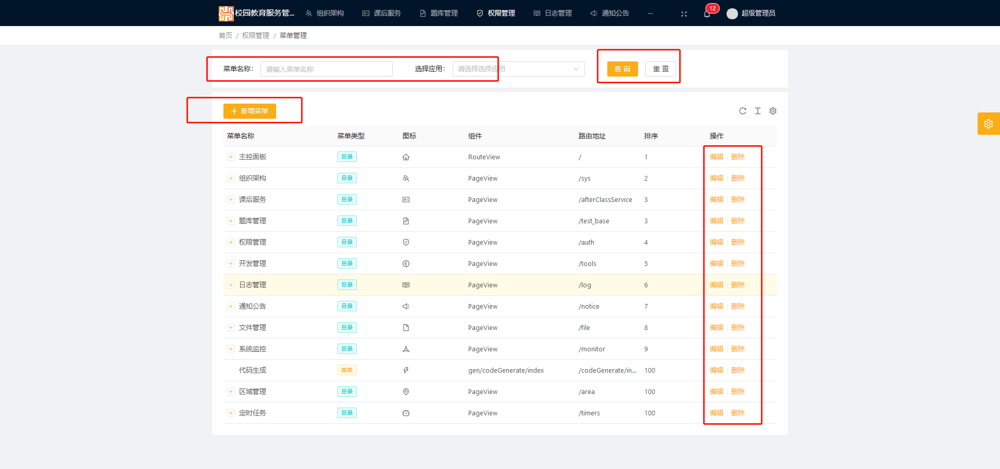 校园教育服务管... 组织架构 课后服务 题库管理 权限管理 日志管理 通知公告 ... 12 超级管理员
首页 / 权限管理 / 菜单管理
菜单名称: 请输入菜单名称 选择应用: 请选择选择应用 查 询 重 置
+ 新增菜单
菜单名称 菜单类型 图标 组件 路由地址 排序 操作
主控面板 目录 RouteView / 1 编辑 删除
组织架构 目录 PageView /sys 2 编辑 删除
课后服务 目录 PageView /afterClassService 3 编辑 删除
题库管理 目录 PageView /test_base 3 编辑 删除
权限管理 目录 PageView /auth 4 编辑 删除
开发管理 目录 PageView /tools 5 编辑 删除
日志管理 目录 PageView /log 6 编辑 删除
通知公告 目录 PageView /notice 7 编辑 删除
文件管理 目录 PageView /file 8 编辑 删除
系统监控 目录 PageView /monitor 9 编辑 删除
代码生成 菜单 gen/codeGenerate/index /codeGenerate/in... 100 编辑 删除
区域管理 目录 PageView /area 100 编辑 删除
定时任务 目录 PageView /timers 100 编辑 删除